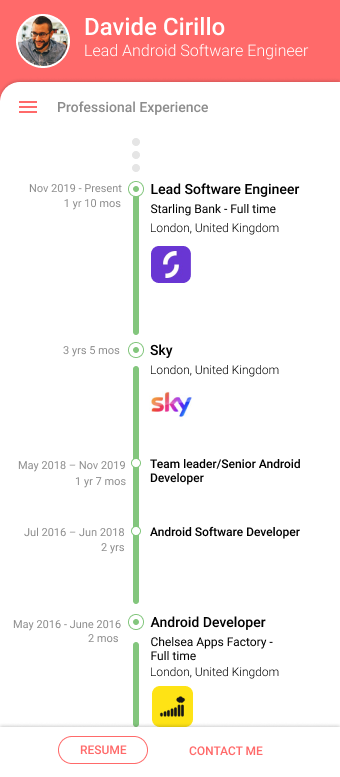 Davide Cirillo
Lead Android Software Engineer
Professional Experience
Nov 2019 - Present
1 yr 10 mos
Lead Software Engineer
Starling Bank - Full time
London, United Kingdom
3 yrs 5 mos
Sky
London, United Kingdom
sky
May 2018 – Nov 2019
1 yr 7 mos
Team leader/Senior Android
Developer
Jul 2016 – Jun 2018
2 yrs
Android Software Developer
May 2016 - June 2016
2 mos
Android Developer
Chelsea Apps Factory -
Full time
London, United Kingdom
RESUME
CONTACT ME